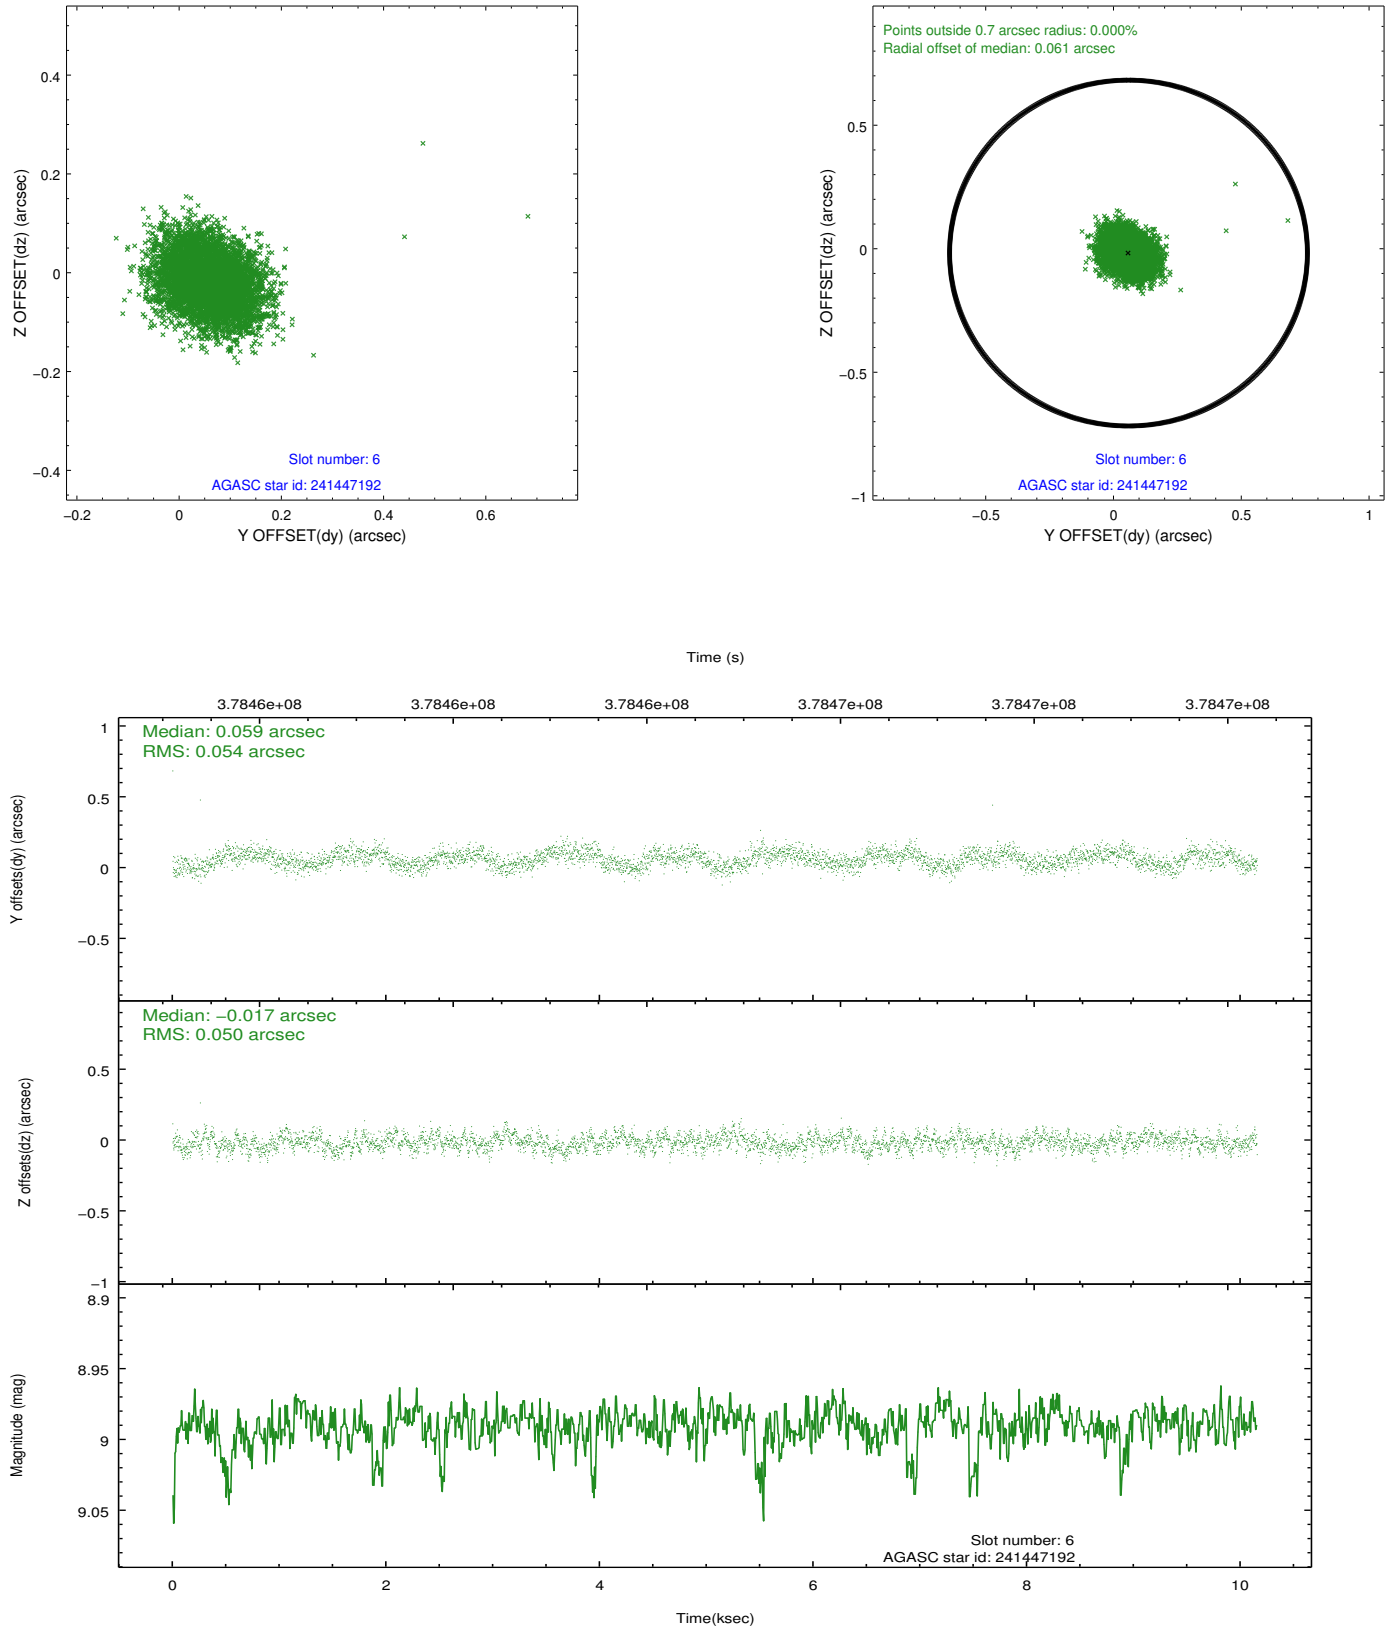 0.4
0.2
0
−0.2
−0.4
Z OFFSET(dz) (arcsec)
Slot number: 6
AGASC star id: 241447192
−0.2 0 0.2 0.4 0.6
Y OFFSET(dy) (arcsec)
Points outside 0.7 arcsec radius: 0.000%
Radial offset of median: 0.061 arcsec
0.5
0
−0.5
−1
Z OFFSET(dz) (arcsec)
Slot number: 6
AGASC star id: 241447192
−0.5 0 0.5 1
Y OFFSET(dy) (arcsec)
Time (s)
3.7846e+08 3.7846e+08 3.7846e+08 3.7847e+08 3.7847e+08 3.7847e+08
Median: 0.059 arcsec
RMS: 0.054 arcsec
1
0.5
0
−0.5
Y offsets(dy) (arcsec)
Median: −0.017 arcsec
RMS: 0.050 arcsec
0.5
0
−0.5
−1
Z offsets(dz) (arcsec)
8.9
8.95
9
9.05
Magnitude (mag)
Slot number: 6
AGASC star id: 241447192
0 2 4 6 8 10
Time(ksec)